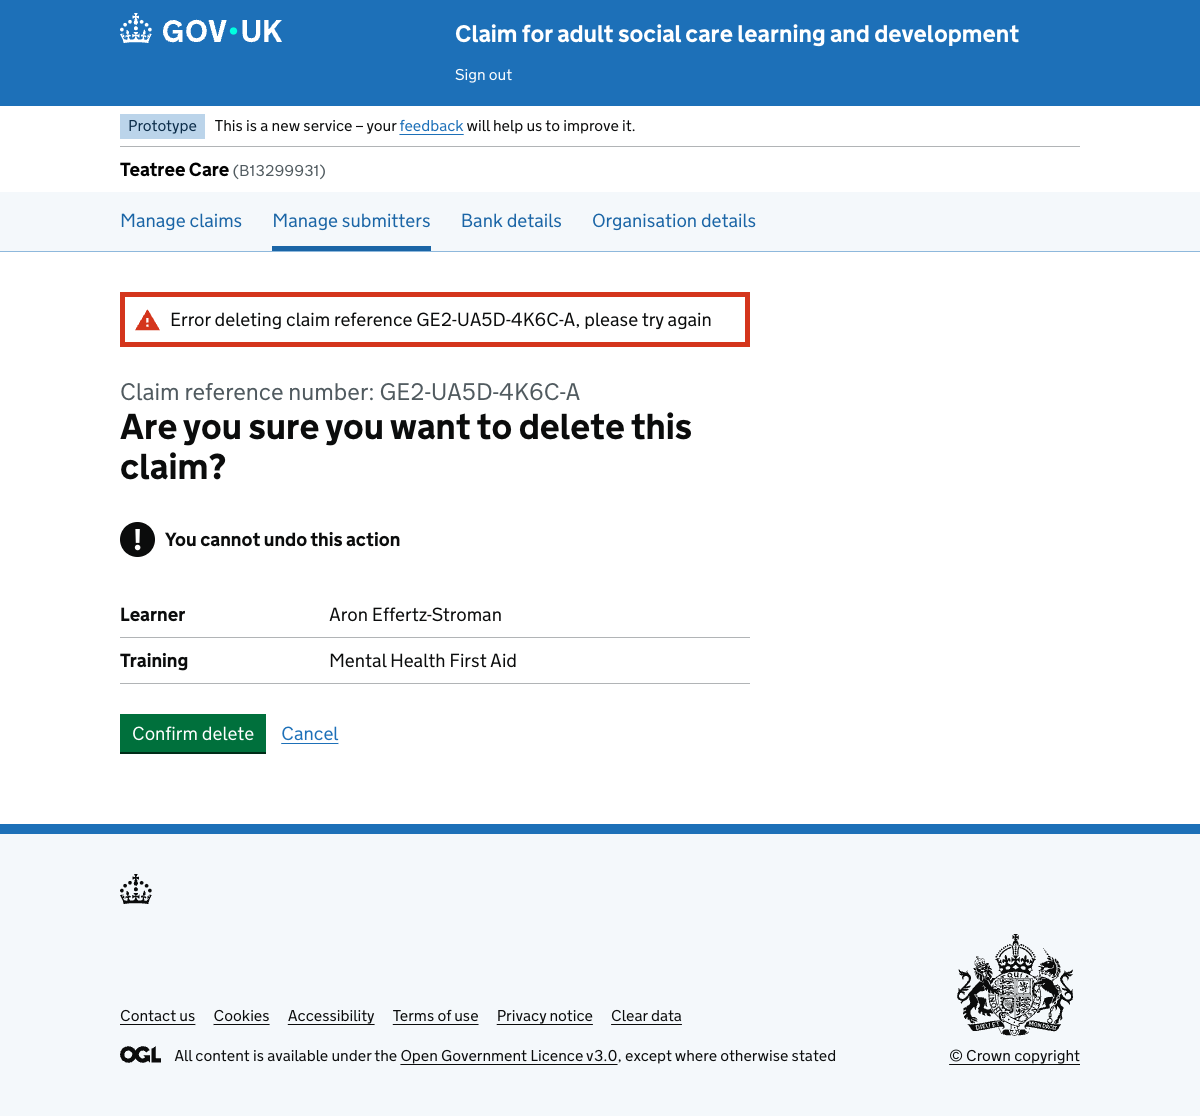 GOV·UK
Claim for adult social care learning and development
Sign out
Prototype This is a new service – your feedback will help us to improve it.
Teatree Care (B13299931)
Manage claims Manage submitters Bank details Organisation details
Error deleting claim reference GE2-UA5D-4K6C-A, please try again
Claim reference number: GE2-UA5D-4K6C-A
Are you sure you want to delete this
claim?
! You cannot undo this action
Learner Aron Effertz-Stroman
Training Mental Health First Aid
Confirm delete Cancel
Contact us Cookies Accessibility Terms of use Privacy notice Clear data
OGL All content is available under the Open Government Licence v3.0, except where otherwise stated
© Crown copyright